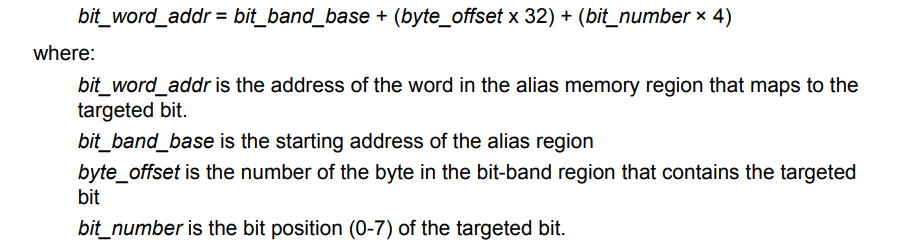 bit_word_addr = bit_band_base + (byte_offset x 32) + (bit_number × 4)
where:
bit_word_addr is the address of the word in the alias memory region that maps to the
targeted bit.
bit_band_base is the starting address of the alias region
byte_offset is the number of the byte in the bit-band region that contains the targeted
bit
bit_number is the bit position (0-7) of the targeted bit.